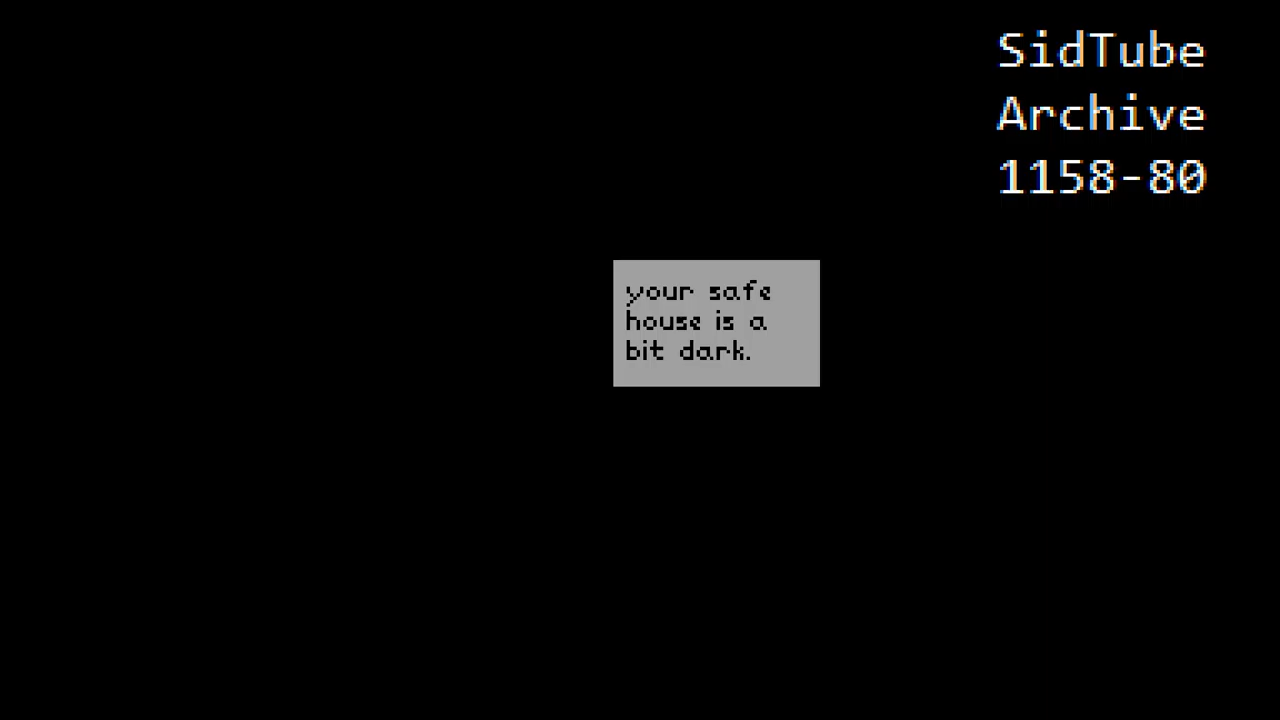 SidTube
Archive
1158-80
your safe
house is a
bit dark.